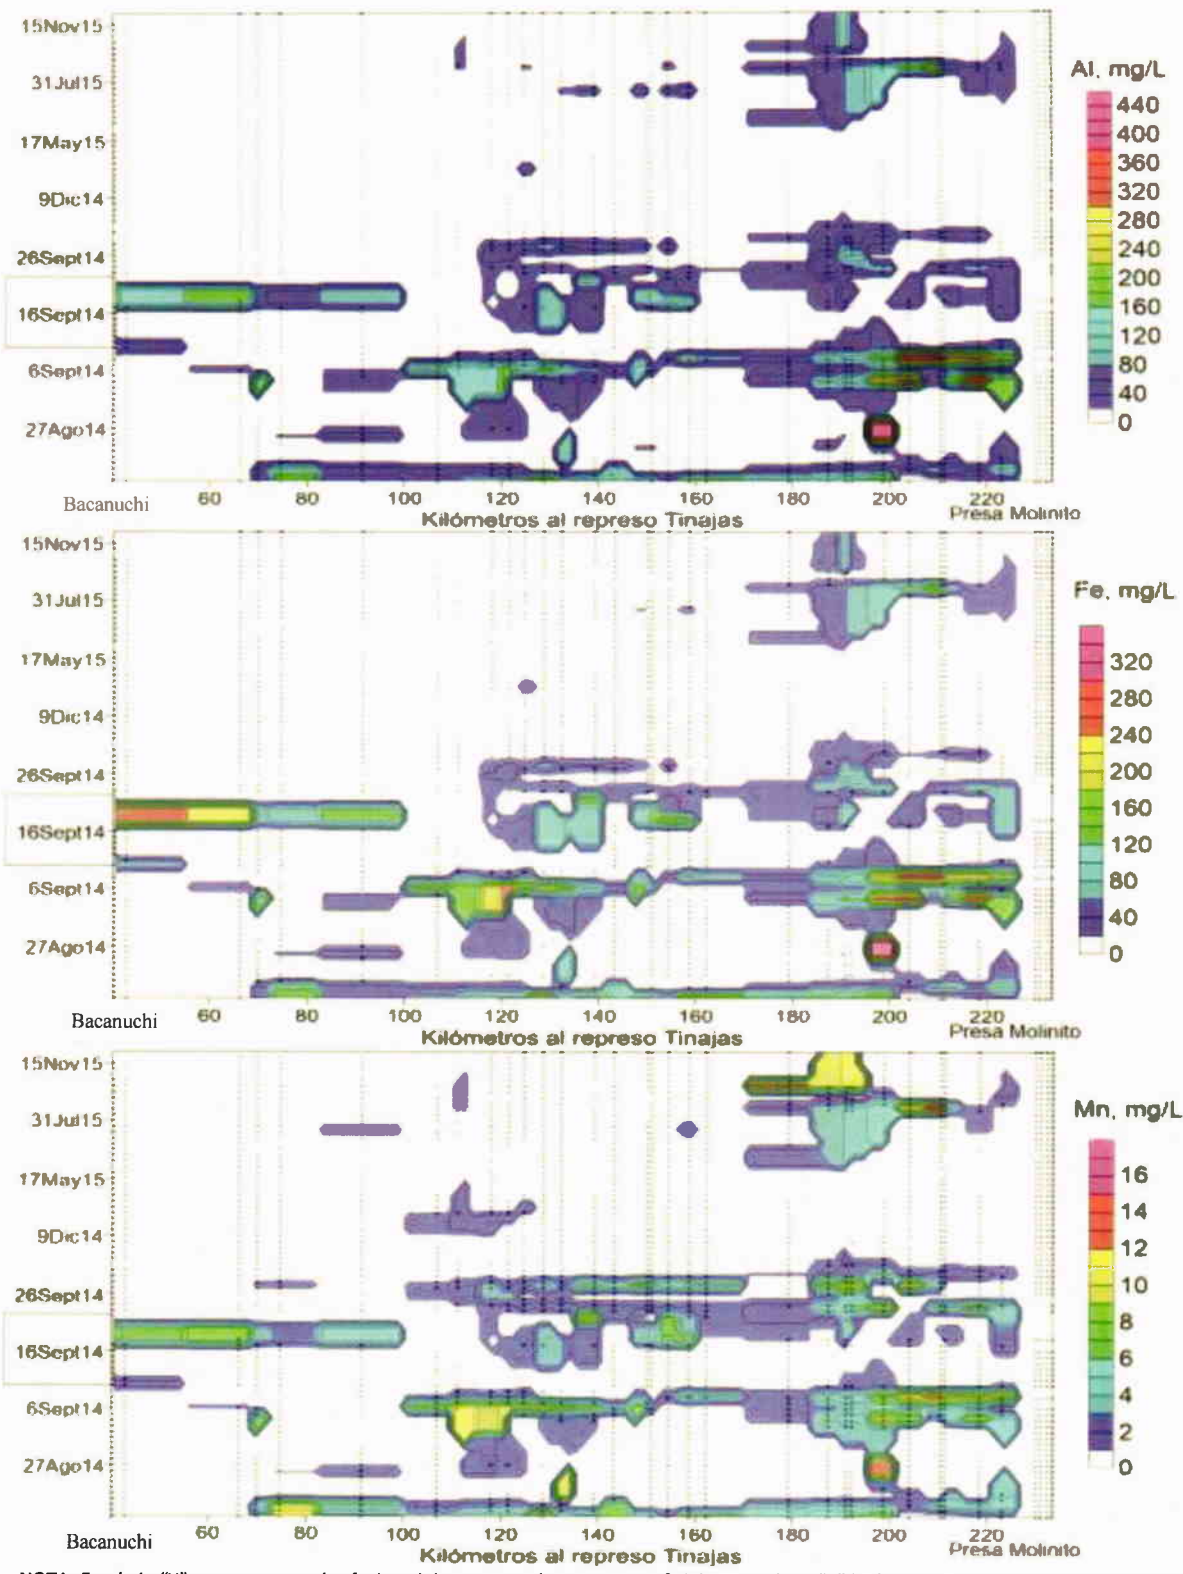 15Nov15
31Jul15
17May15
9Dic14
26Sept14
16Sept14
6Sept14
27Ago14
Al, mg/L
440
400
360
320
280
240
200
160
120
80
40
0
Bacanuchi
60 80 100 120 140 160 180 200 220
Kilómetros al represo Tinajas
Presa Molinito
15Nov15
31Jul15
17May15
9Dic14
26Sept14
16Sept14
6Sept14
27Ago14
Fe, mg/L
320
280
240
200
160
120
80
40
0
Bacanuchi
60 80 100 120 140 160 180 200 220
Kilómetros al represo Tinajas
Presa Molinito
15Nov15
31Jul15
17May15
9Dic14
26Sept14
16Sept14
6Sept14
27Ago14
Mn, mg/L
16
14
12
10
8
6
4
2
0
Bacanuchi
60 80 100 120 140 160 180 200 220
Kilómetros al represo Tinajas
Presa Molinito